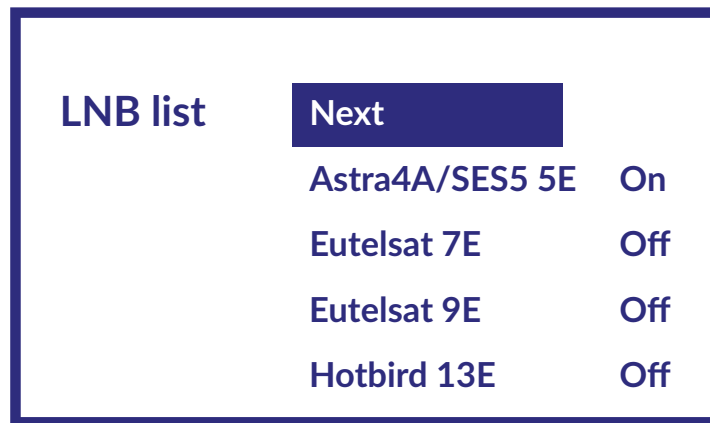 LNB list Next
Astra4A/SES5 5E On
Eutelsat 7E Off
Eutelsat 9E Off
Hotbird 13E Off